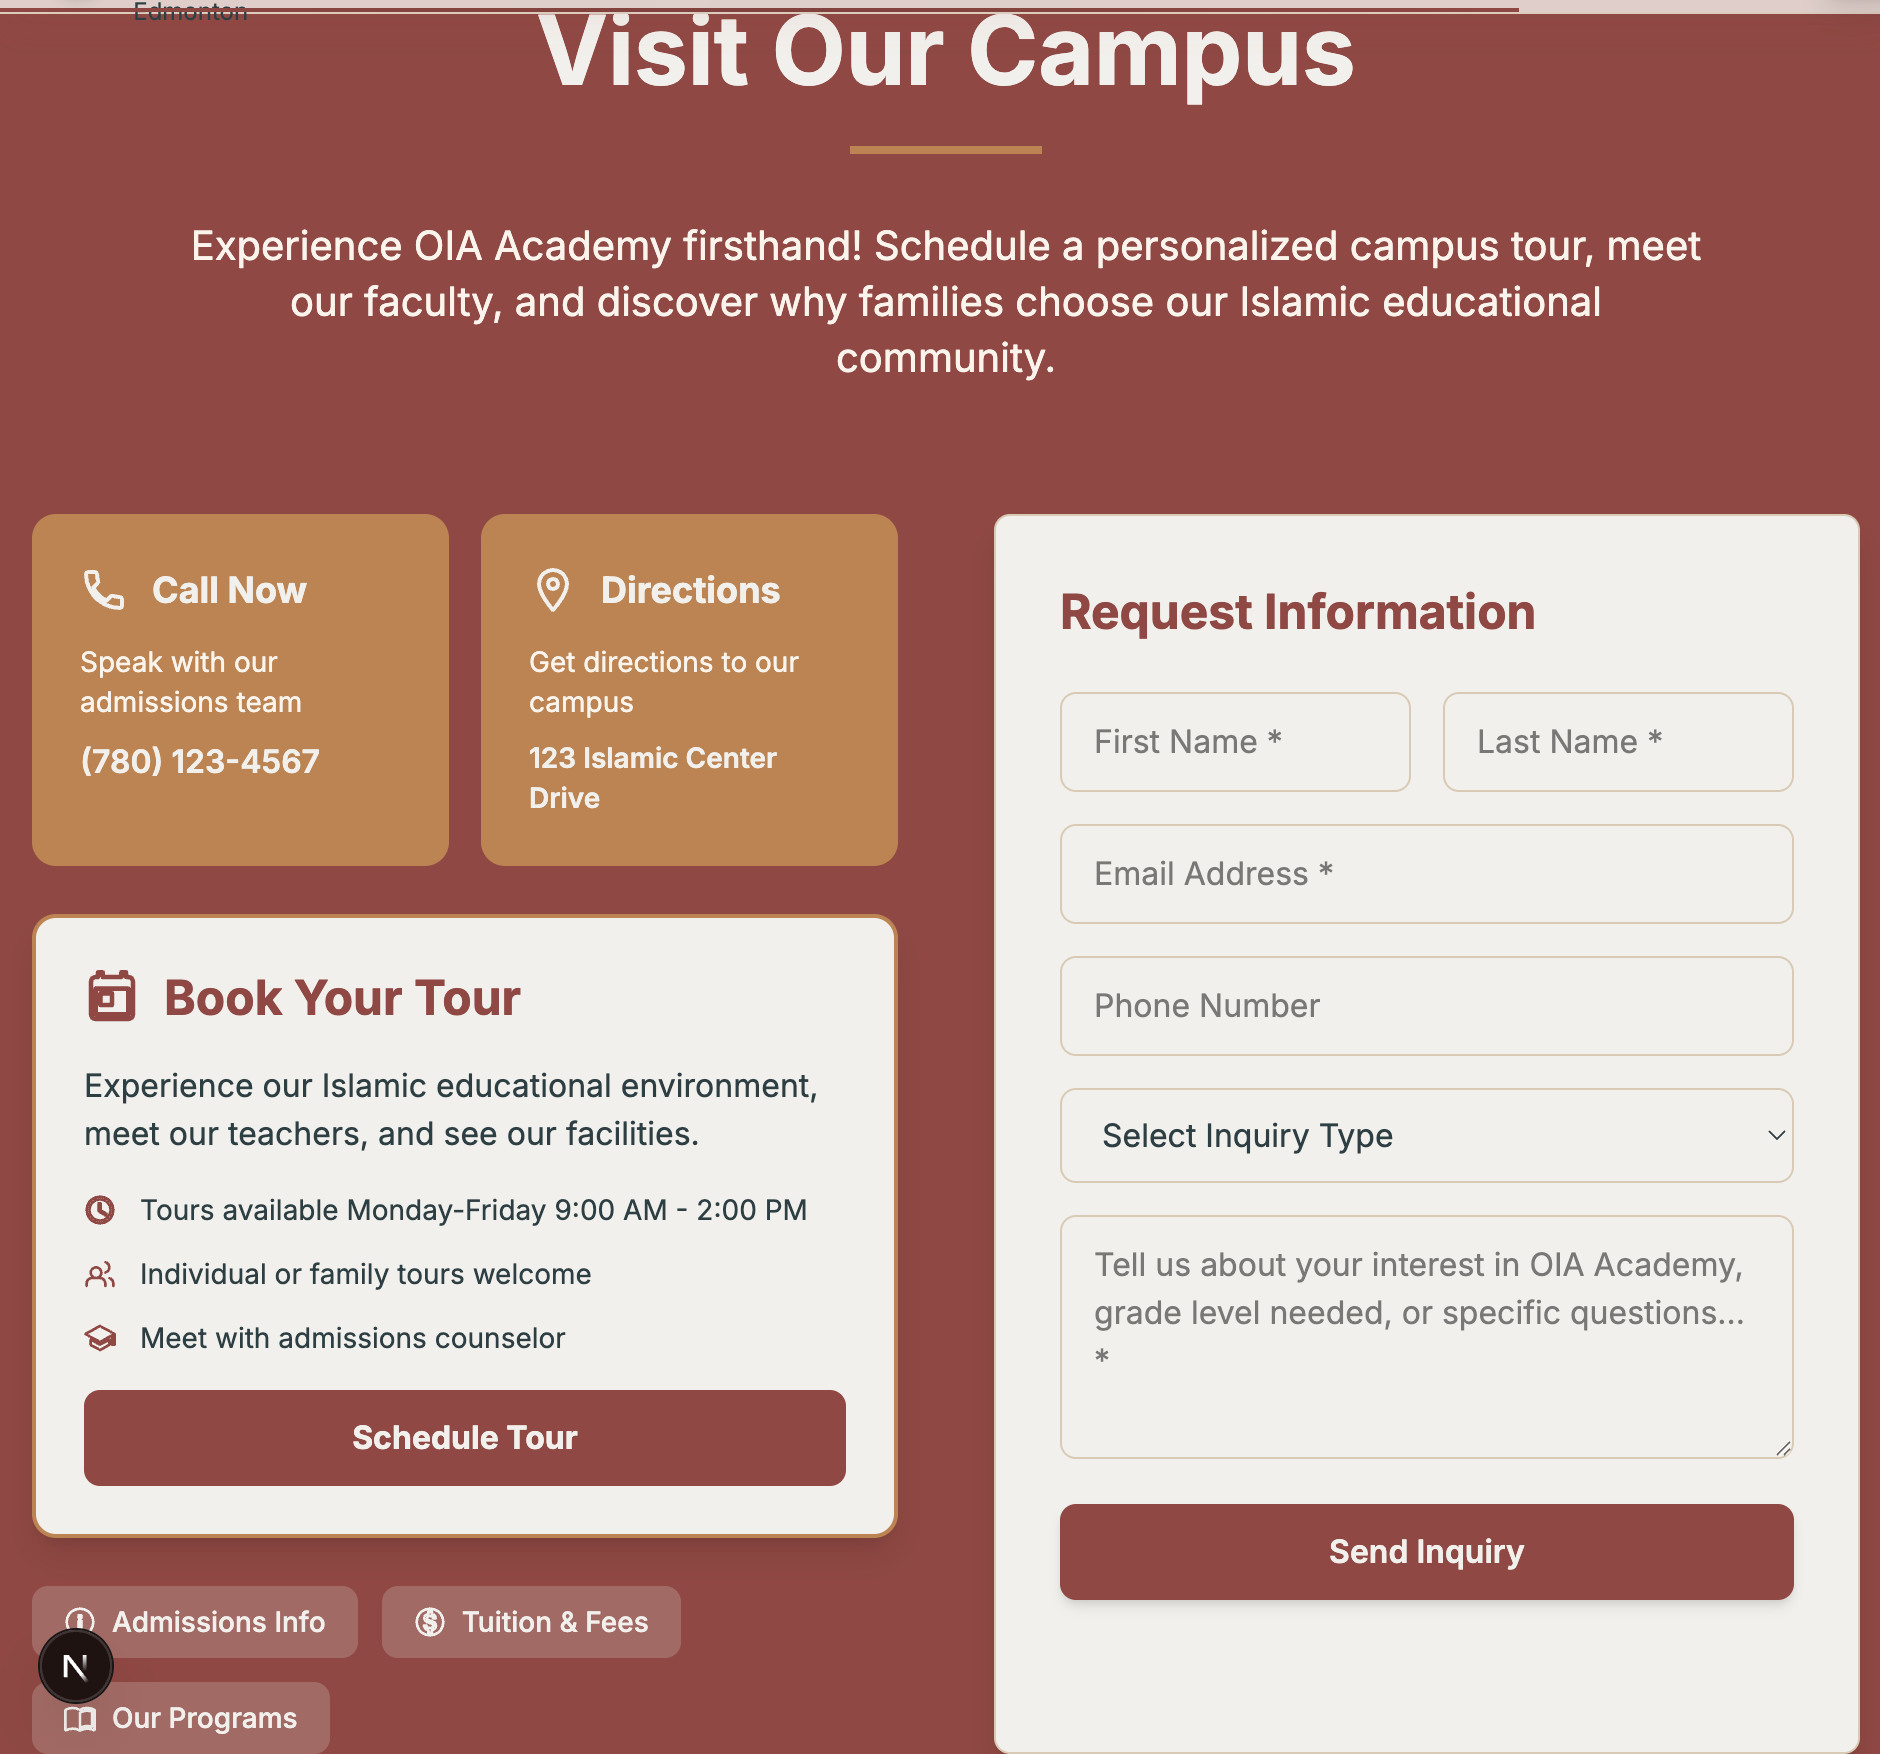 Edmonton
Visit Our Campus
Experience OIA Academy firsthand! Schedule a personalized campus tour, meet
our faculty, and discover why families choose our Islamic educational
community.
Call Now
Speak with our
admissions team
(780) 123-4567
Directions
Get directions to our
campus
123 Islamic Center
Drive
Book Your Tour
Experience our Islamic educational environment,
meet our teachers, and see our facilities.
Tours available Monday-Friday 9:00 AM - 2:00 PM
Individual or family tours welcome
Meet with admissions counselor
Schedule Tour
Admissions Info
Tuition & Fees
N
Our Programs
Request Information
First Name *
Last Name *
Email Address *
Phone Number
Select Inquiry Type
Tell us about your interest in OIA Academy,
grade level needed, or specific questions...
*
Send Inquiry